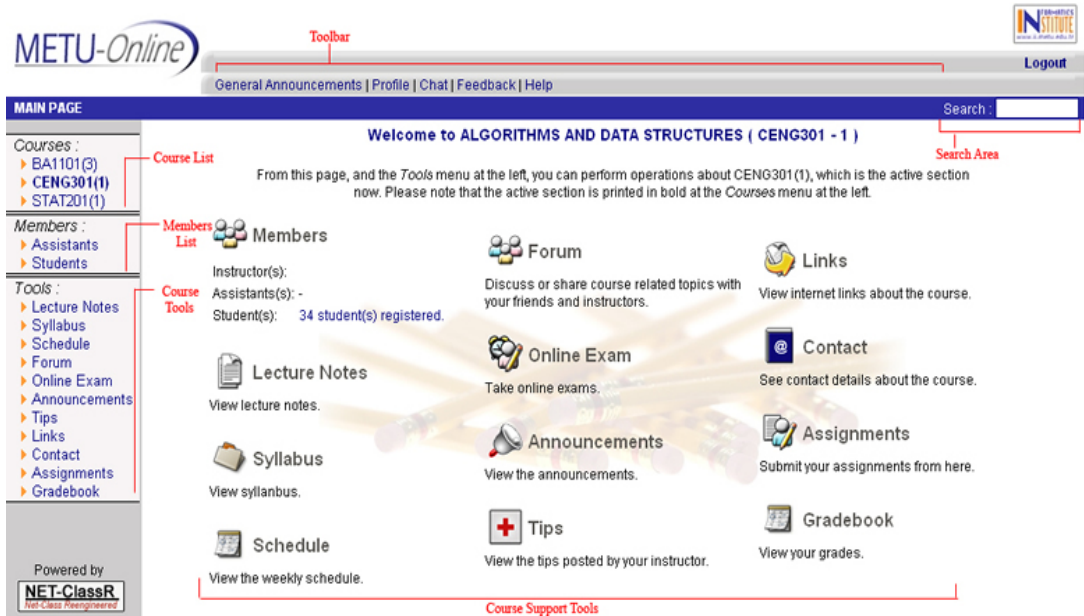 METU-Online
Toolbar
INFORMATICS
INSTITUTE
www.ii.metu.edu.tr
Logout
General Announcements | Profile | Chat | Feedback | Help
MAIN PAGE
Search :
Search Area
Courses :
BA1101(3)
CENG301(1)
STAT201(1)
Course List
Members :
Assistants
Students
Members
List
Tools :
Lecture Notes
Syllabus
Schedule
Forum
Online Exam
Announcements
Tips
Links
Contact
Assignments
Gradebook
Course
Tools
Powered by
NET-ClassR
Net-Class Reengineered
Welcome to ALGORITHMS AND DATA STRUCTURES ( CENG301 - 1 )
From this page, and the Tools menu at the left, you can perform operations about CENG301(1), which is the active section
now. Please note that the active section is printed in bold at the Courses menu at the left.
Members
Instructor(s):
Assistants(s): -
Student(s): 34 student(s) registered.
Lecture Notes
View lecture notes.
Syllabus
View syllanbus.
Schedule
View the weekly schedule.
Forum
Discuss or share course related topics with
your friends and instructors.
Online Exam
Take online exams.
Announcements
View the announcements.
Tips
View the tips posted by your instructor.
Links
View internet links about the course.
@ Contact
See contact details about the course.
Assignments
Submit your assignments from here.
Gradebook
View your grades.
Course Support Tools